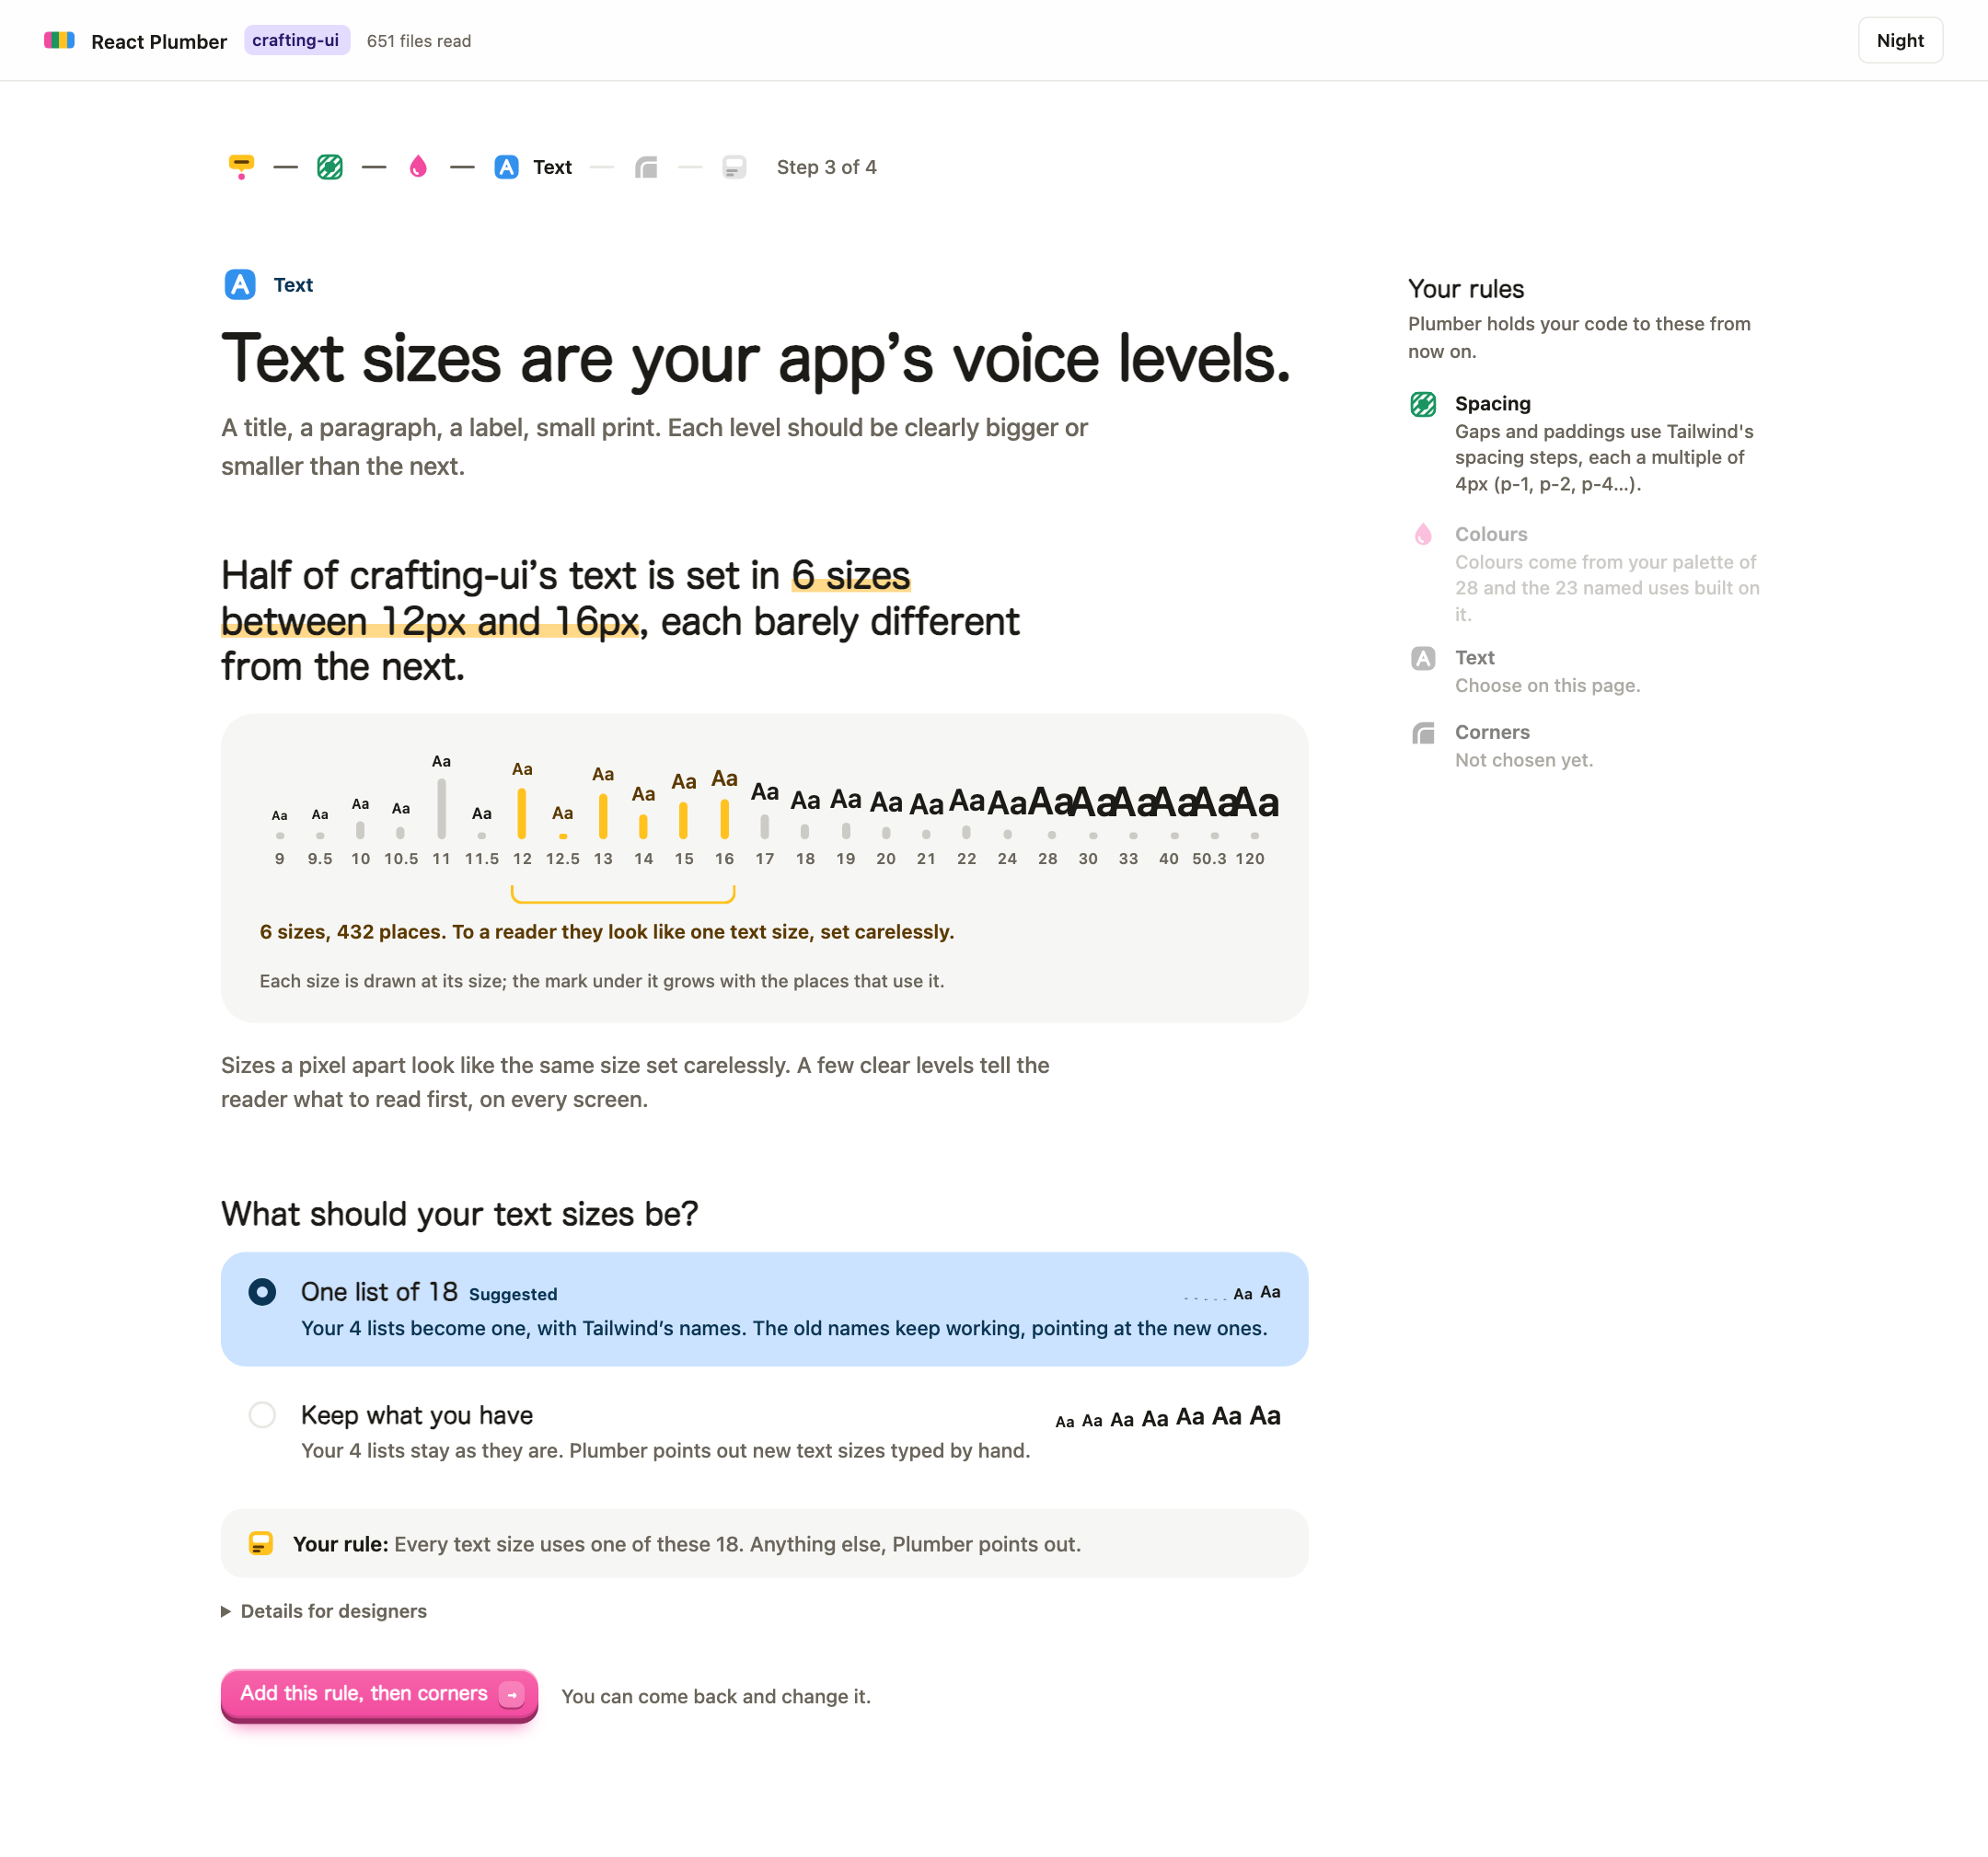 React Plumber crafting-ui 651 files read Night
Text Step 3 of 4
Text
Text sizes are your app’s voice levels.
A title, a paragraph, a label, small print. Each level should be clearly bigger or
smaller than the next.
Half of crafting-ui’s text is set in 6 sizes
between 12px and 16px, each barely different
from the next.
Aa Aa Aa Aa Aa Aa Aa Aa Aa Aa Aa Aa Aa Aa Aa Aa Aa Aa Aa Aa Aa Aa Aa Aa Aa
9 9.5 10 10.5 11 11.5 12 12.5 13 14 15 16 17 18 19 20 21 22 24 28 30 33 40 50.3 120
6 sizes, 432 places. To a reader they look like one text size, set carelessly.
Each size is drawn at its size; the mark under it grows with the places that use it.
Sizes a pixel apart look like the same size set carelessly. A few clear levels tell the
reader what to read first, on every screen.
What should your text sizes be?
One list of 18 Suggested Aa Aa
Your 4 lists become one, with Tailwind’s names. The old names keep working, pointing at the new ones.
Keep what you have Aa Aa Aa Aa Aa Aa Aa
Your 4 lists stay as they are. Plumber points out new text sizes typed by hand.
Your rule: Every text size uses one of these 18. Anything else, Plumber points out.
Details for designers
Add this rule, then corners → You can come back and change it.
Your rules
Plumber holds your code to these from
now on.
Spacing
Gaps and paddings use Tailwind's
spacing steps, each a multiple of
4px (p-1, p-2, p-4...).
Colours
Colours come from your palette of
28 and the 23 named uses built on
it.
Text
Choose on this page.
Corners
Not chosen yet.